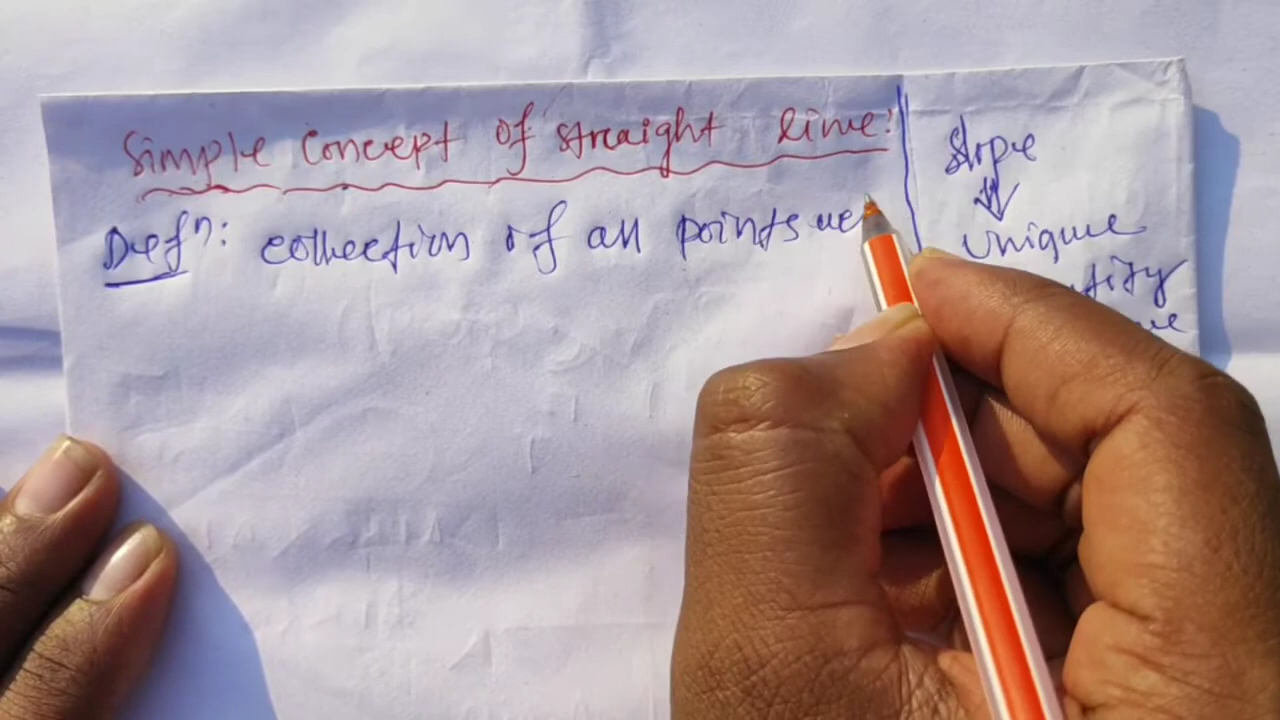 Simple concept of straight line:
Defn: collection of all points
Slope
Unique